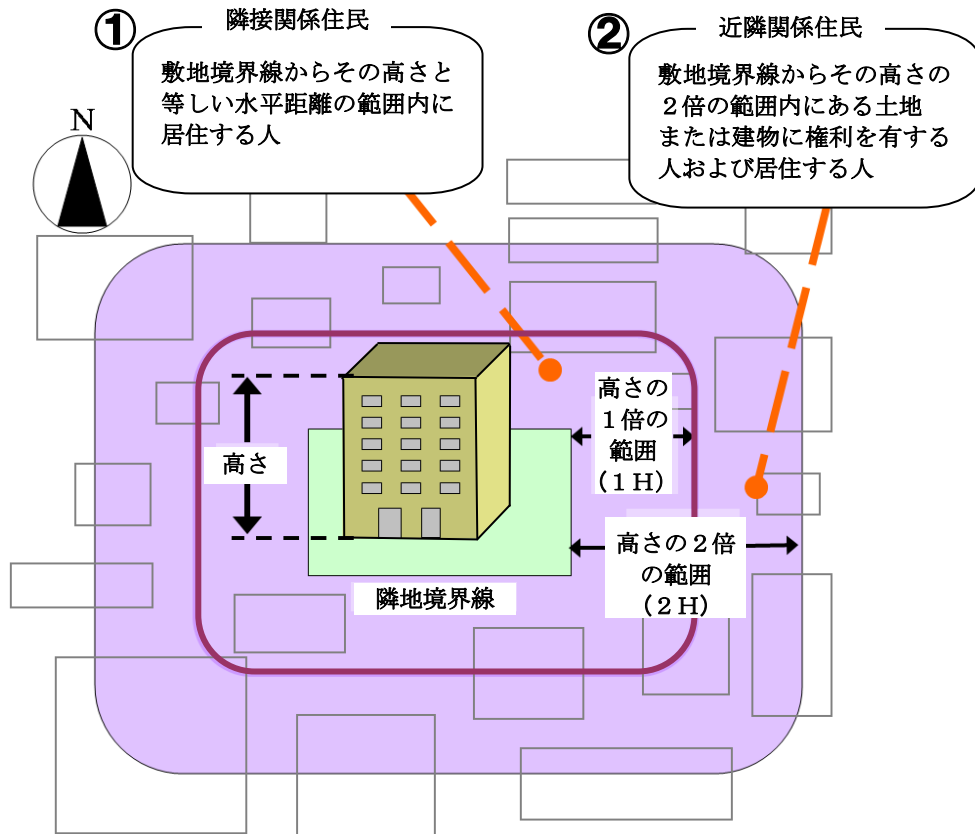 ①
隣接関係住民
敷地境界線からその高さと
等しい水平距離の範囲内に
居住する人
②
近隣関係住民
敷地境界線からその高さの
２倍の範囲内にある土地
または建物に権利を有する
人および居住する人
N
高さ
高さの
１倍の
範囲
（１Ｈ）
高さの２倍
の範囲
（２Ｈ）
隣地境界線